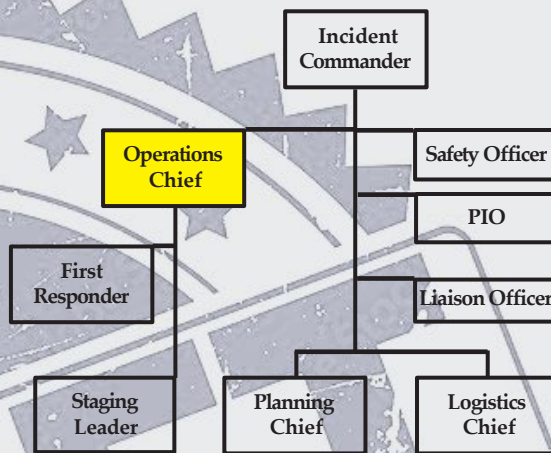 Incident
Commander
Operations
Chief
Safety Officer
PIO
First
Responder
Liaison Officer
Staging
Leader
Planning
Chief
Logistics
Chief